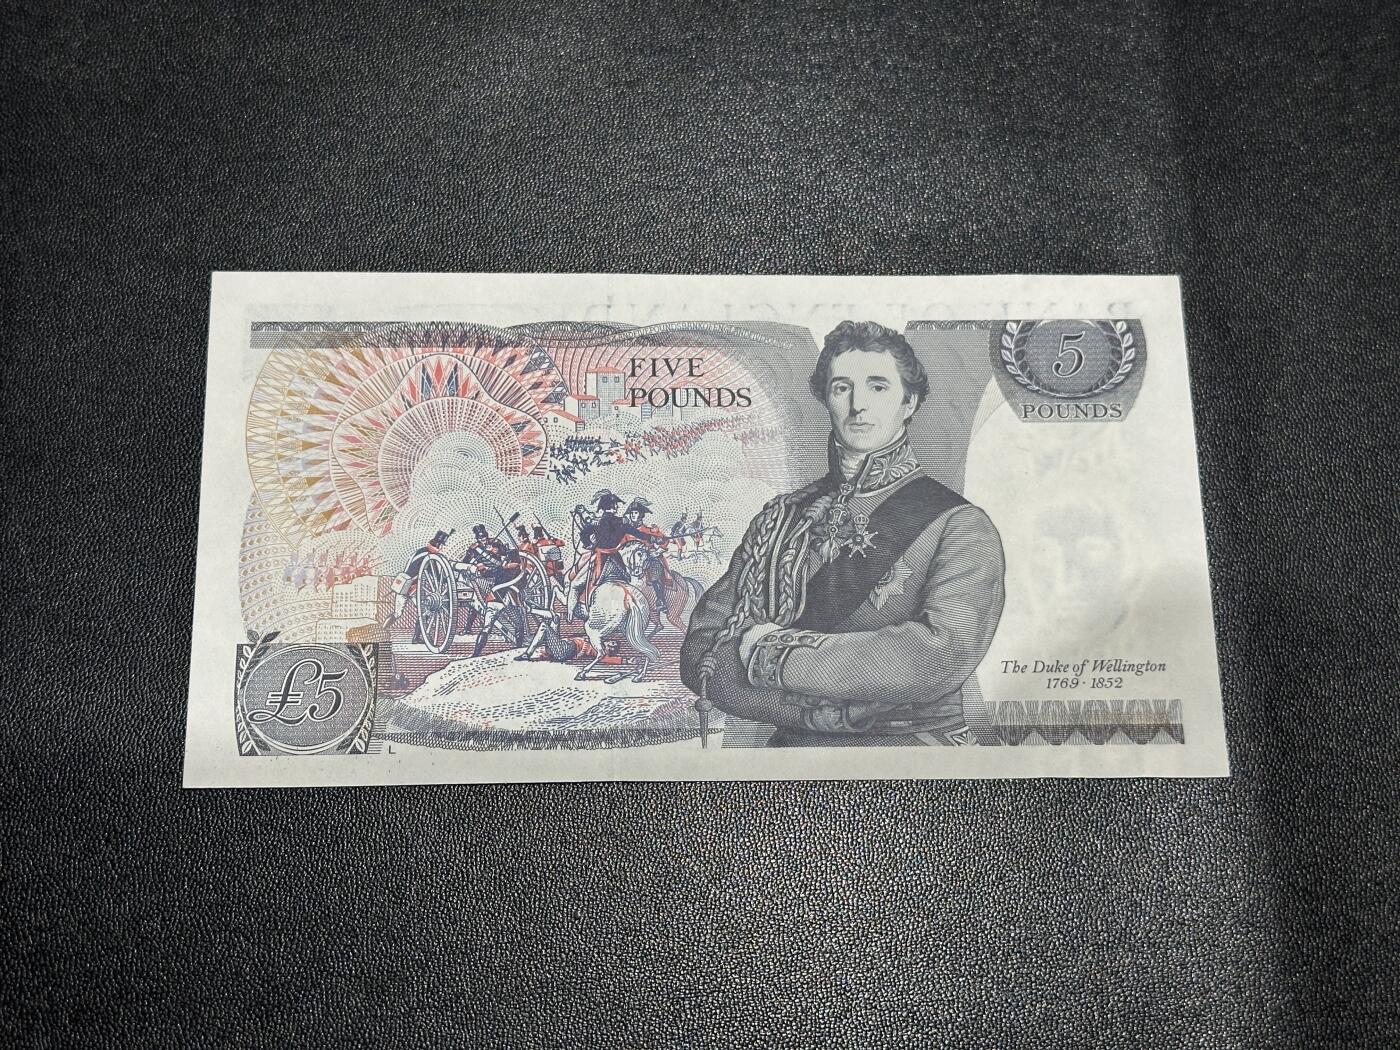 FIVE
POUNDS
5
POUNDS
The Duke of Wellington
1769 · 1852
£5
L